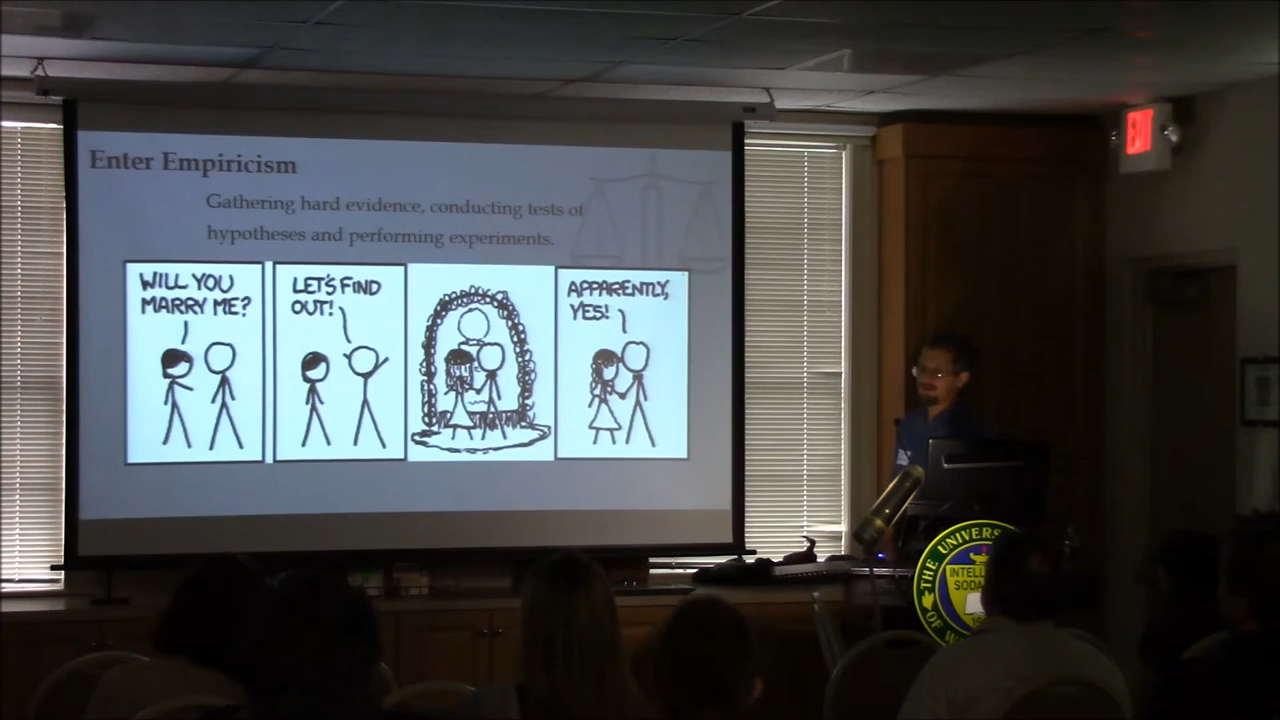 Enter Empiricism
Gathering hard evidence, conducting tests of
hypotheses and performing experiments.
WILL YOU
MARRY ME?
LET'S FIND
OUT!
APPARENTLY,
YES!
EXIT
THE UNIVERS
INTELL
SODA
OF W